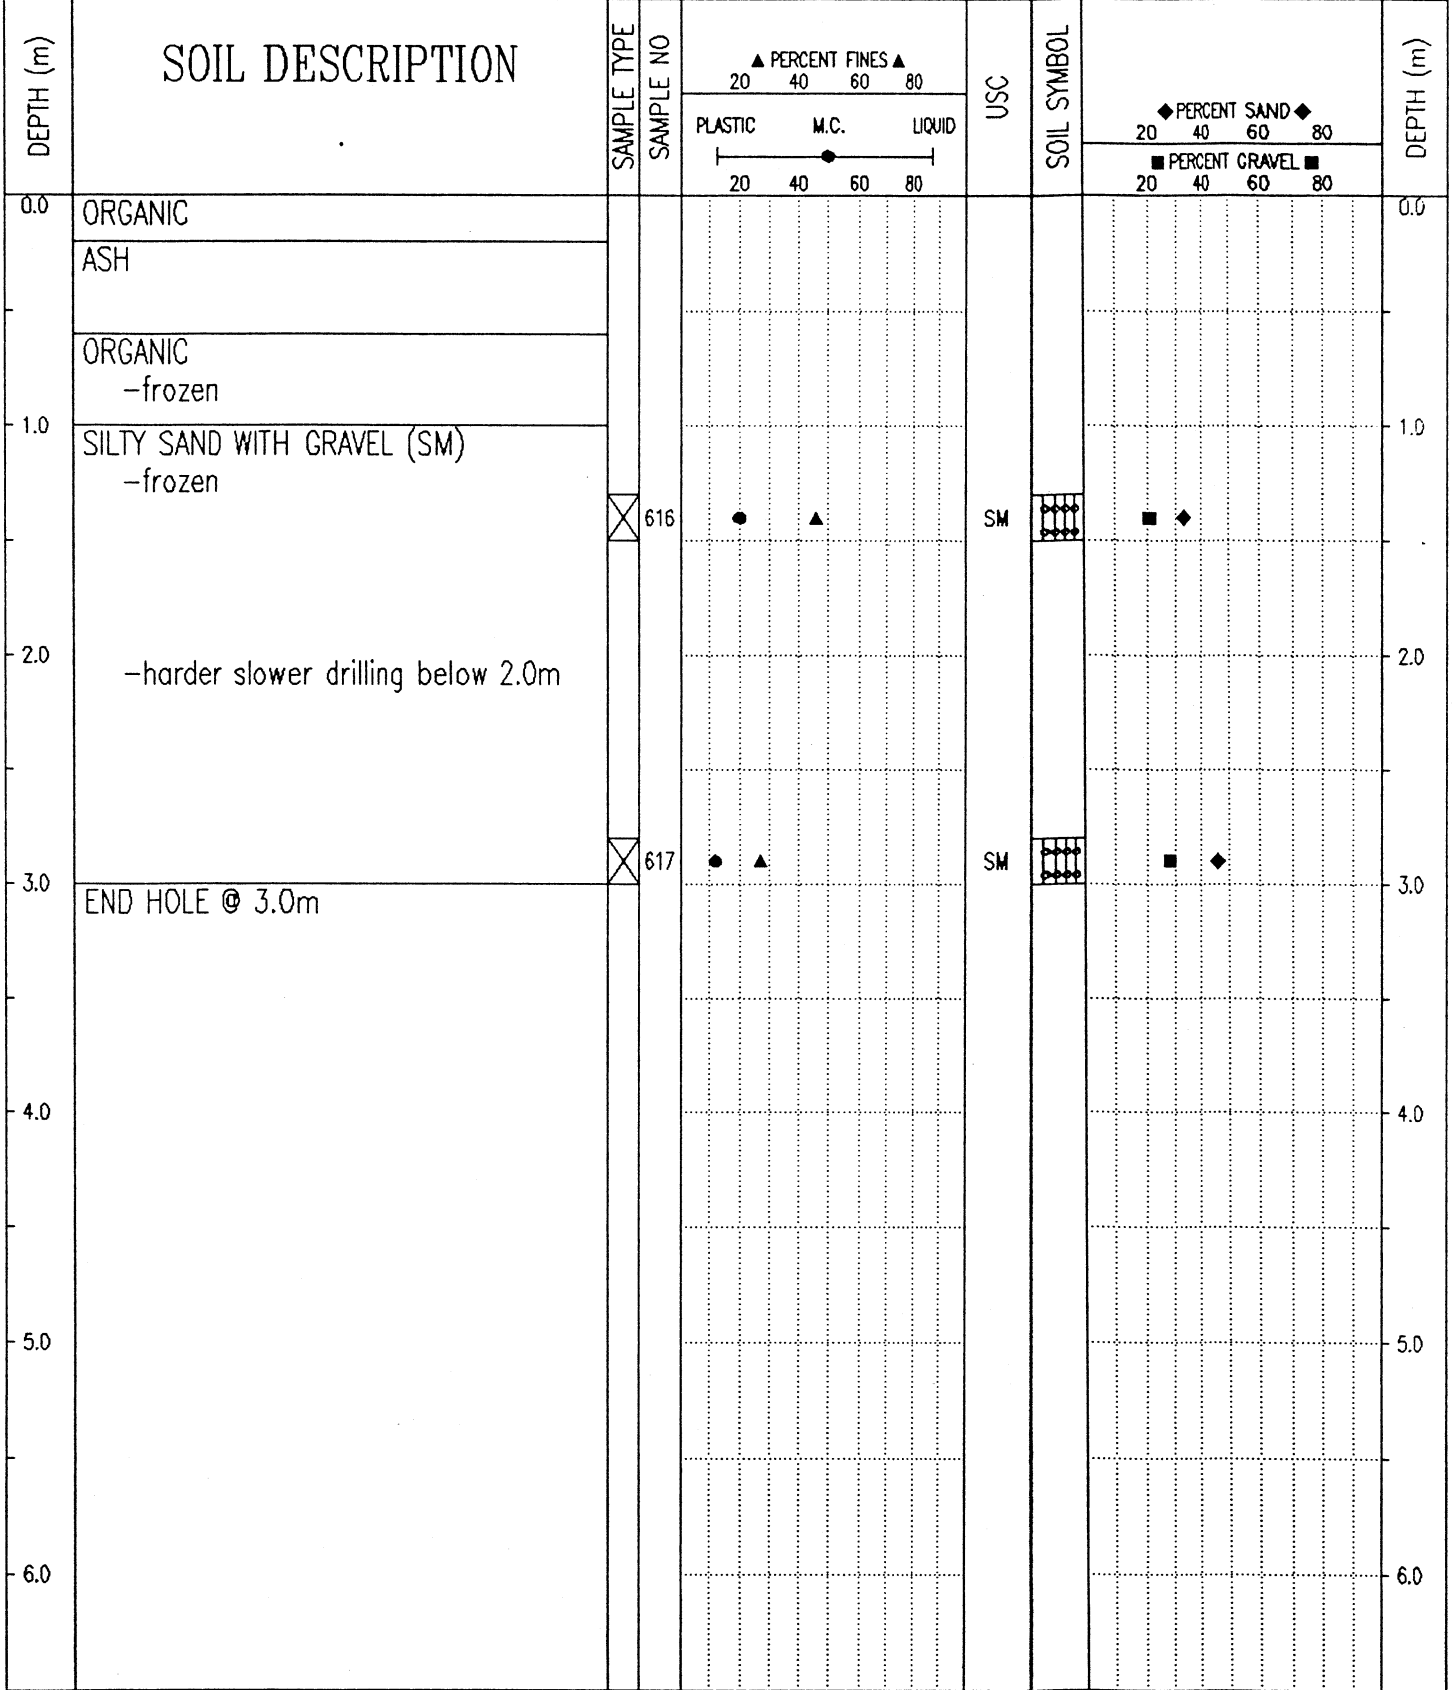 DEPTH (m)
SOIL DESCRIPTION
SAMPLE TYPE
SAMPLE NO
▲ PERCENT FINES ▲
20 40 60 80
PLASTIC M.C. LIQUID
20 40 60 80
USC
SOIL SYMBOL
◆ PERCENT SAND ◆
20 40 60 80
■ PERCENT GRAVEL ■
20 40 60 80
DEPTH (m)
0.0 ORGANIC 0.0
ASH
ORGANIC
-frozen
1.0 1.0
SILTY SAND WITH GRAVEL (SM)
-frozen
616 SM
2.0 2.0
-harder slower drilling below 2.0m
617 SM
3.0 3.0
END HOLE @ 3.0m
4.0 4.0
5.0 5.0
6.0 6.0